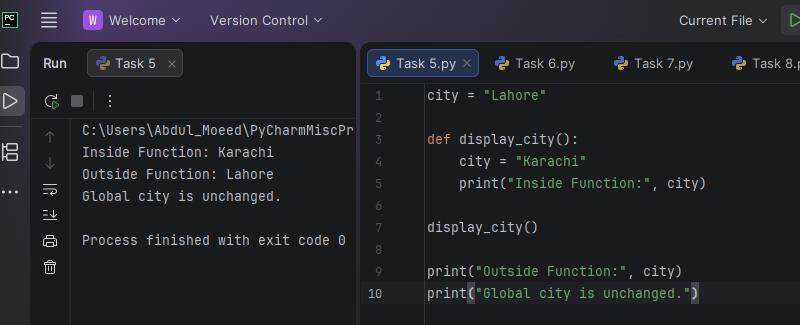 PC
W Welcome
Version Control
Current File
Run
Task 5
C:\Users\Abdul_Moeed\PyCharmMiscPr
Inside Function: Karachi
Outside Function: Lahore
Global city is unchanged.
Process finished with exit code 0
Task 5.py
Task 6.py
Task 7.py
Task 8.p
1 city = "Lahore"
2
3 def display_city():
4     city = "Karachi"
5     print("Inside Function:", city)
6
7 display_city()
8
9 print("Outside Function:", city)
10 print("Global city is unchanged.")